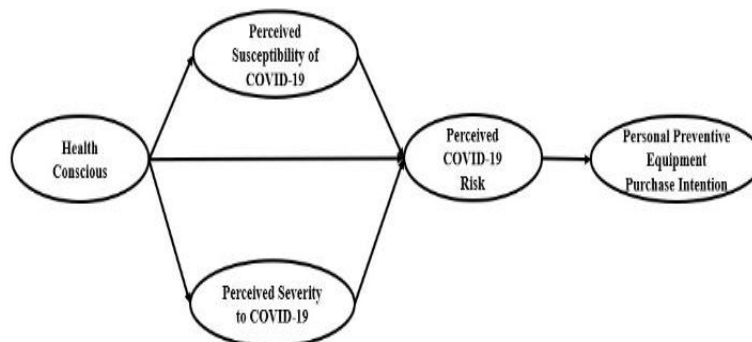 Perceived
Susceptibility of
COVID-19
Health
Conscious
Perceived
COVID-19
Risk
Personal Preventive
Equipment
Purchase Intention
Perceived Severity
to COVID-19